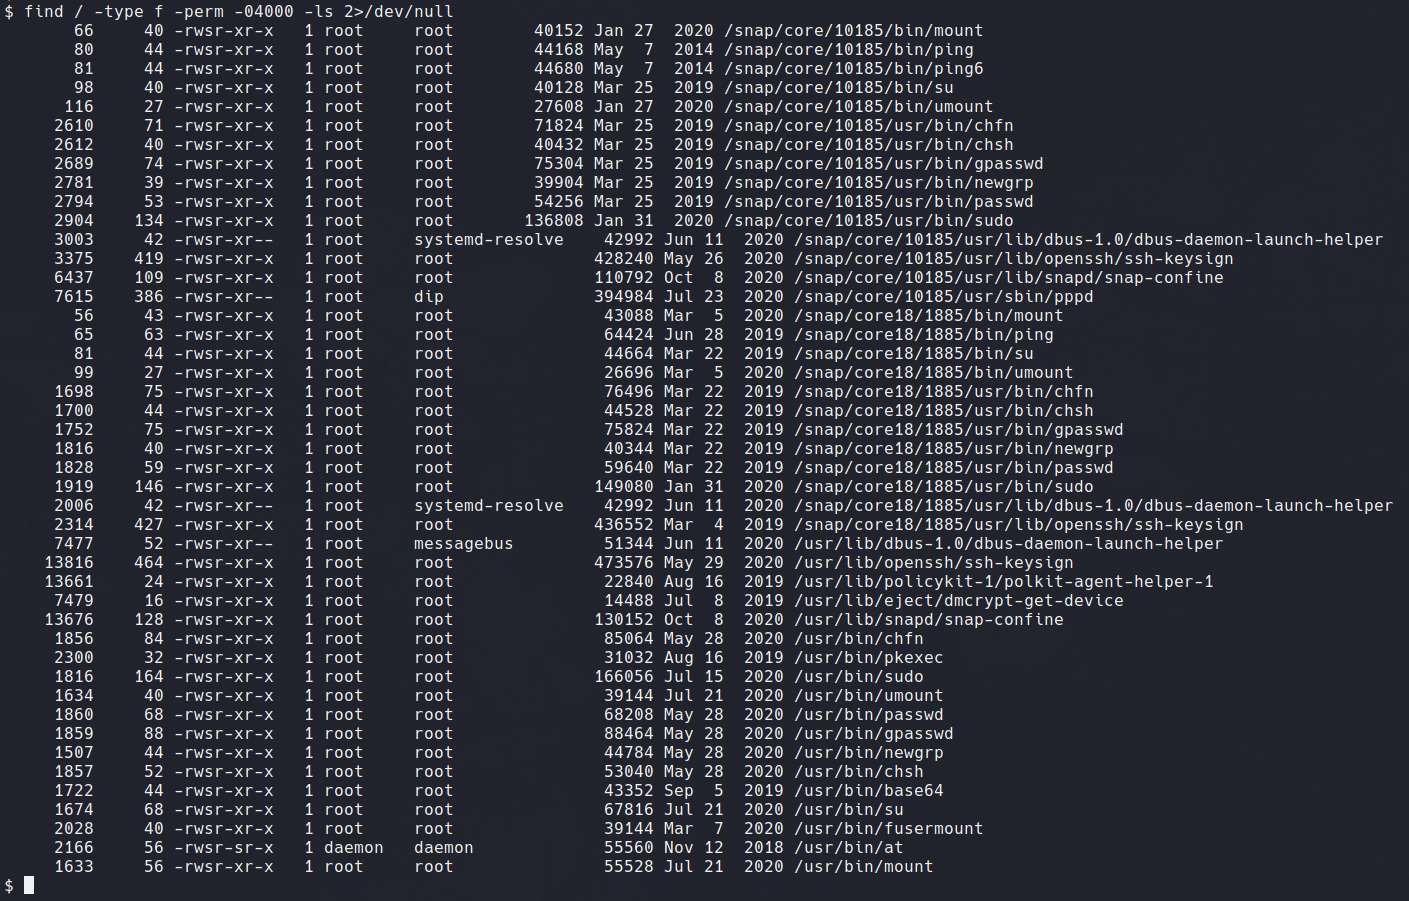 $ find / -type f -perm -04000 -ls 2>/dev/null
66 40 -rwsr-xr-x 1 root root 40152 Jan 27 2020 /snap/core/10185/bin/mount
80 44 -rwsr-xr-x 1 root root 44168 May 7 2014 /snap/core/10185/bin/ping
81 44 -rwsr-xr-x 1 root root 44680 May 7 2014 /snap/core/10185/bin/ping6
98 40 -rwsr-xr-x 1 root root 40128 Mar 25 2019 /snap/core/10185/bin/su
116 27 -rwsr-xr-x 1 root root 27608 Jan 27 2020 /snap/core/10185/bin/umount
2610 71 -rwsr-xr-x 1 root root 71824 Mar 25 2019 /snap/core/10185/usr/bin/chfn
2612 40 -rwsr-xr-x 1 root root 40432 Mar 25 2019 /snap/core/10185/usr/bin/chsh
2689 74 -rwsr-xr-x 1 root root 75304 Mar 25 2019 /snap/core/10185/usr/bin/gpasswd
2781 39 -rwsr-xr-x 1 root root 39904 Mar 25 2019 /snap/core/10185/usr/bin/newgrp
2794 53 -rwsr-xr-x 1 root root 54256 Mar 25 2019 /snap/core/10185/usr/bin/passwd
2904 134 -rwsr-xr-x 1 root root 136808 Jan 31 2020 /snap/core/10185/usr/bin/sudo
3003 42 -rwsr-xr-- 1 root systemd-resolve 42992 Jun 11 2020 /snap/core/10185/usr/lib/dbus-1.0/dbus-daemon-launch-helper
3375 419 -rwsr-xr-x 1 root root 428240 May 26 2020 /snap/core/10185/usr/lib/openssh/ssh-keysign
6437 109 -rwsr-xr-x 1 root root 110792 Oct 8 2020 /snap/core/10185/usr/lib/snapd/snap-confine
7615 386 -rwsr-xr-- 1 root dip 394984 Jul 23 2020 /snap/core/10185/usr/sbin/pppd
56 43 -rwsr-xr-x 1 root root 43088 Mar 5 2020 /snap/core18/1885/bin/mount
65 63 -rwsr-xr-x 1 root root 64424 Jun 28 2019 /snap/core18/1885/bin/ping
81 44 -rwsr-xr-x 1 root root 44664 Mar 22 2019 /snap/core18/1885/bin/su
99 27 -rwsr-xr-x 1 root root 26696 Mar 5 2020 /snap/core18/1885/bin/umount
1698 75 -rwsr-xr-x 1 root root 76496 Mar 22 2019 /snap/core18/1885/usr/bin/chfn
1700 44 -rwsr-xr-x 1 root root 44528 Mar 22 2019 /snap/core18/1885/usr/bin/chsh
1752 75 -rwsr-xr-x 1 root root 75824 Mar 22 2019 /snap/core18/1885/usr/bin/gpasswd
1816 40 -rwsr-xr-x 1 root root 40344 Mar 22 2019 /snap/core18/1885/usr/bin/newgrp
1828 59 -rwsr-xr-x 1 root root 59640 Mar 22 2019 /snap/core18/1885/usr/bin/passwd
1919 146 -rwsr-xr-x 1 root root 149080 Jan 31 2020 /snap/core18/1885/usr/bin/sudo
2006 42 -rwsr-xr-- 1 root systemd-resolve 42992 Jun 11 2020 /snap/core18/1885/usr/lib/dbus-1.0/dbus-daemon-launch-helper
2314 427 -rwsr-xr-x 1 root root 436552 Mar 4 2019 /snap/core18/1885/usr/lib/openssh/ssh-keysign
7477 52 -rwsr-xr-- 1 root messagebus 51344 Jun 11 2020 /usr/lib/dbus-1.0/dbus-daemon-launch-helper
13816 464 -rwsr-xr-x 1 root root 473576 May 29 2020 /usr/lib/openssh/ssh-keysign
13661 24 -rwsr-xr-x 1 root root 22840 Aug 16 2019 /usr/lib/policykit-1/polkit-agent-helper-1
7479 16 -rwsr-xr-x 1 root root 14488 Jul 8 2019 /usr/lib/eject/dmcrypt-get-device
13676 128 -rwsr-xr-x 1 root root 130152 Oct 8 2020 /usr/lib/snapd/snap-confine
1856 84 -rwsr-xr-x 1 root root 85064 May 28 2020 /usr/bin/chfn
2300 32 -rwsr-xr-x 1 root root 31032 Aug 16 2019 /usr/bin/pkexec
1816 164 -rwsr-xr-x 1 root root 166056 Jul 15 2020 /usr/bin/sudo
1634 40 -rwsr-xr-x 1 root root 39144 Jul 21 2020 /usr/bin/umount
1860 68 -rwsr-xr-x 1 root root 68208 May 28 2020 /usr/bin/passwd
1859 88 -rwsr-xr-x 1 root root 88464 May 28 2020 /usr/bin/gpasswd
1507 44 -rwsr-xr-x 1 root root 44784 May 28 2020 /usr/bin/newgrp
1857 52 -rwsr-xr-x 1 root root 53040 May 28 2020 /usr/bin/chsh
1722 44 -rwsr-xr-x 1 root root 43352 Sep 5 2019 /usr/bin/base64
1674 68 -rwsr-xr-x 1 root root 67816 Jul 21 2020 /usr/bin/su
2028 40 -rwsr-xr-x 1 root root 39144 Mar 7 2020 /usr/bin/fusermount
2166 56 -rwsr-sr-x 1 daemon daemon 55560 Nov 12 2018 /usr/bin/at
1633 56 -rwsr-xr-x 1 root root 55528 Jul 21 2020 /usr/bin/mount
$